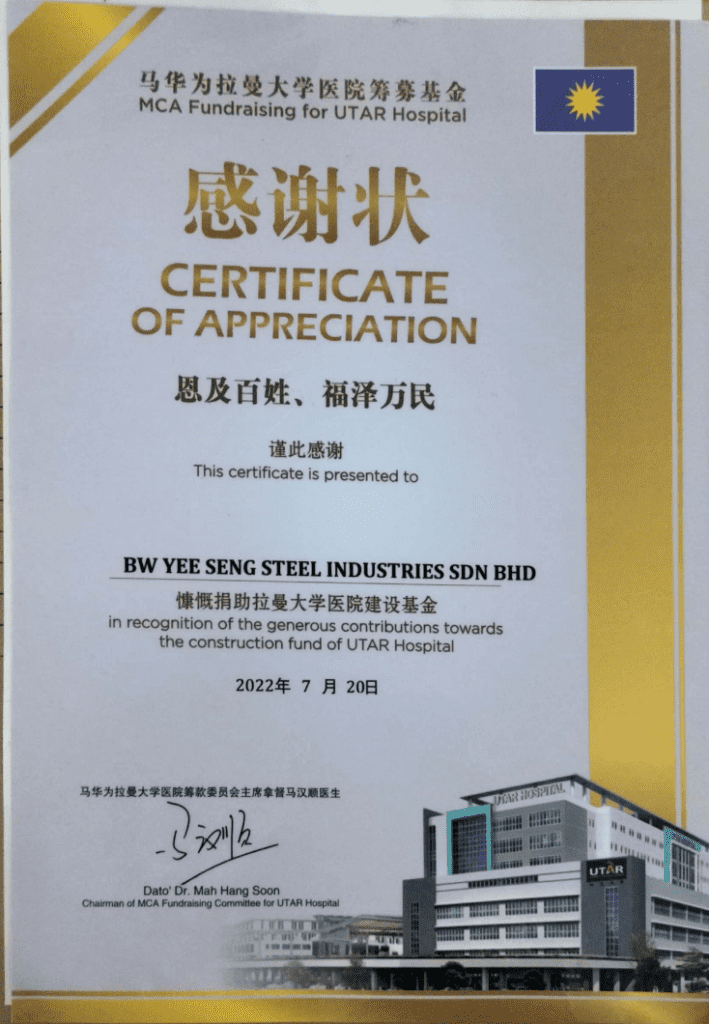 马华为拉曼大学医院筹募基金
MCA Fundraising for UTAR Hospital
感谢状
CERTIFICATE
OF APPRECIATION
恩及百姓、福泽万民
谨此感谢
This certificate is presented to
BW YEE SENG STEEL INDUSTRIES SDN BHD
慷慨捐助拉曼大学医院建设基金
in recognition of the generous contributions towards
the construction fund of UTAR Hospital
2022年 7 月 20日
马华为拉曼大学医院筹款委员会主席拿督马汉顺医生
马汉顺
Dato' Dr. Mah Hang Soon
Chairman of MCA Fundraising Committee for UTAR Hospital
UTAR HOSPITAL
UTAR